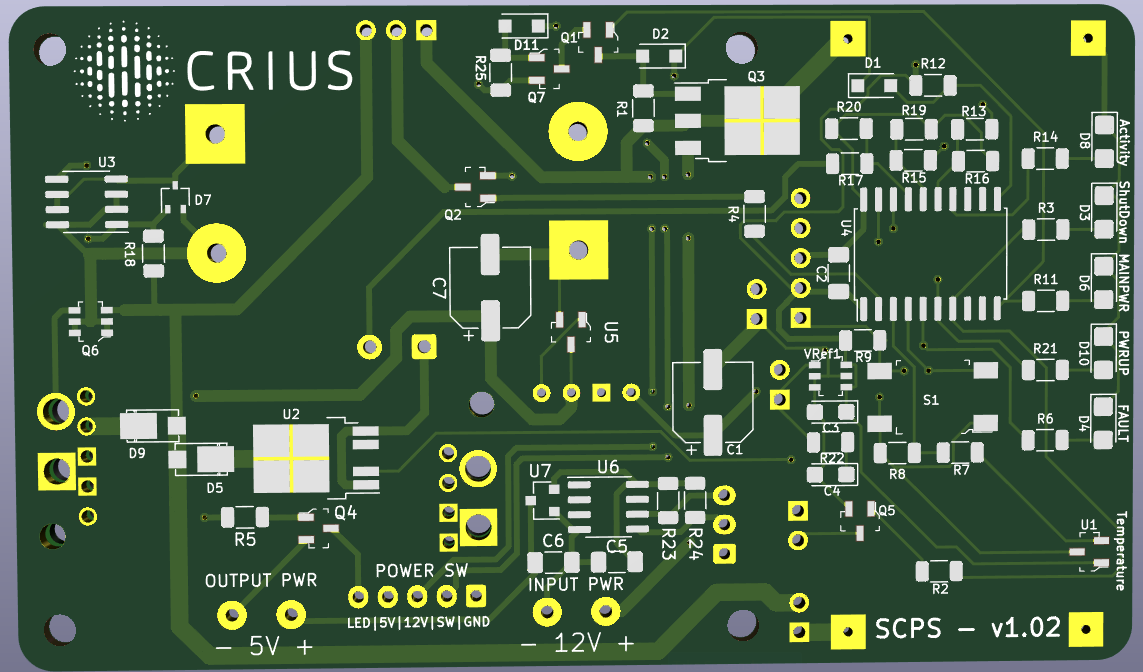 CRIUS
D11
Q1
D2
R25
Q7
R1
Q3
D1
R12
R20
R19
R13
R14
D8
Activity
R17
R15
R16
U3
D7
R18
Q2
R4
U4
R3
D3
ShutDown
C2
R11
D6
MAINPWR
C7
+
U5
Q6
R9
VRef1
R21
D10
PWRUP
S1
C3
D9
U2
D5
C1
+
R22
R8
R7
R6
D4
FAULT
C4
U7
U6
R5
Q4
R23
R24
Q5
U1
Temperature
C6
C5
R2
OUTPUT PWR
POWER SW
INPUT PWR
LED|5V|12V|SW|GND
- 5V +
- 12V +
SCPS - v1.02